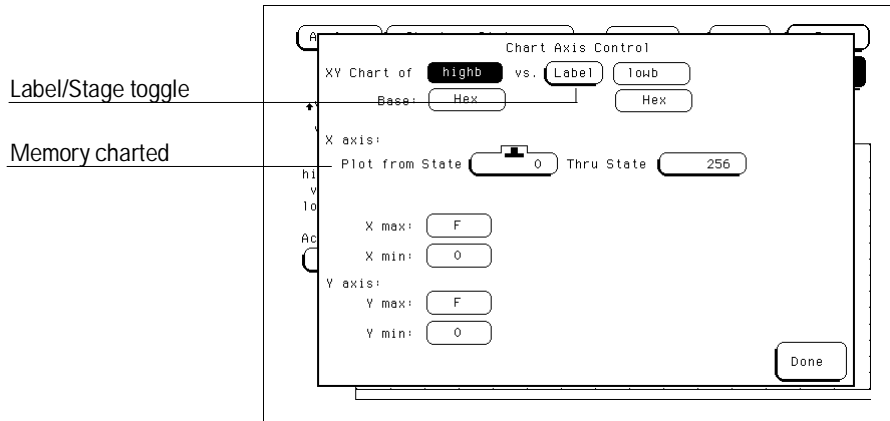 Chart Axis Control
XY Chart of highb vs. Label lowb
Label/Stage toggle
Base: Hex Hex
X axis:
Memory charted
Plot from State 0 Thru State 256
X max: F
X min: 0
Y axis:
Y max: F
Y min: 0
Done